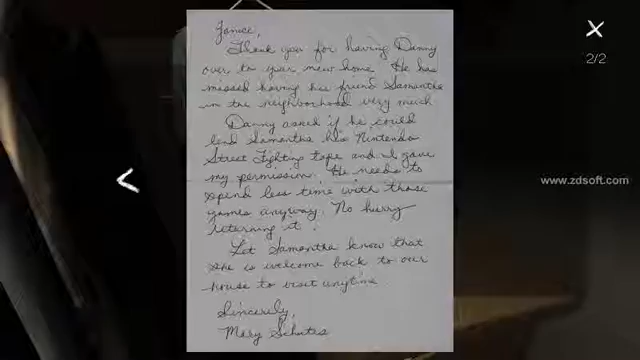 Janice,
Thank you for having Danny
over to your new home. He has
missed having his friend Samantha
in the neighborhood very much
Danny asked if he could
lend Samantha his Nintendo
Street Fighting tape and I gave
my permission. He needs to
spend less time with those
games anyway. No hurry
returning it.
Let Samantha know that
she is welcome back to our
house to visit anytime.
Sincerely,
Mary Schutes
2/2
www.zdsoft.com